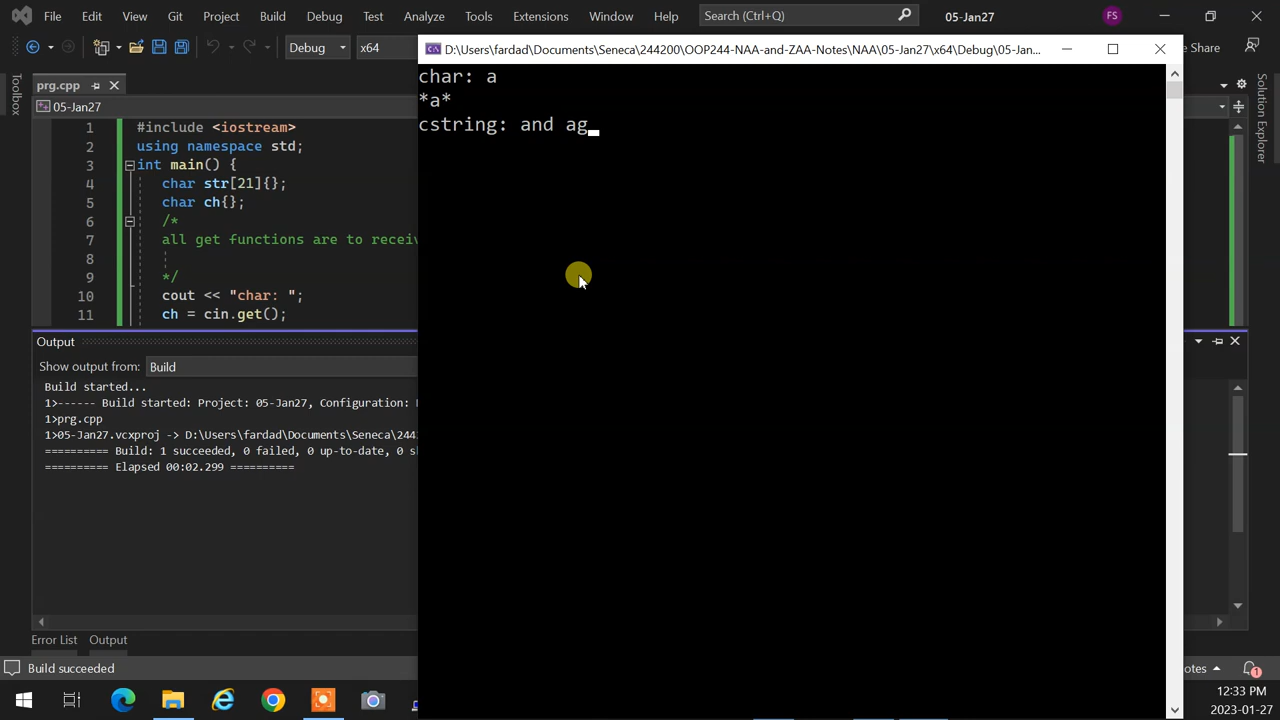 File Edit View Git Project Build Debug Test Analyze Tools Extensions Window Help Search (Ctrl+Q) 05-Jan27 FS
Debug x64 Share
D:\Users\fardad\Documents\Seneca\244200\OOP244-NAA-and-ZAA-Notes\NAA\05-Jan27\x64\Debug\05-Jan...
char: a
*a*
cstring: and ag
Toolbox
prg.cpp
05-Jan27
1 #include <iostream>
2 using namespace std;
3 int main() {
4 char str[21]{};
5 char ch{};
6 /*
7 all get functions are to recei
8
9 */
10 cout << "char: ";
11 ch = cin.get();
Solution Explorer
Output
Show output from: Build
Build started...
1>------ Build started: Project: 05-Jan27, Configuration:
1>prg.cpp
1>05-Jan27.vcxproj -> D:\Users\fardad\Documents\Seneca\244
========== Build: 1 succeeded, 0 failed, 0 up-to-date, 0 s
========== Elapsed 00:02.299 ==========
Error List Output
Build succeeded
otes
1
12:33 PM
2023-01-27